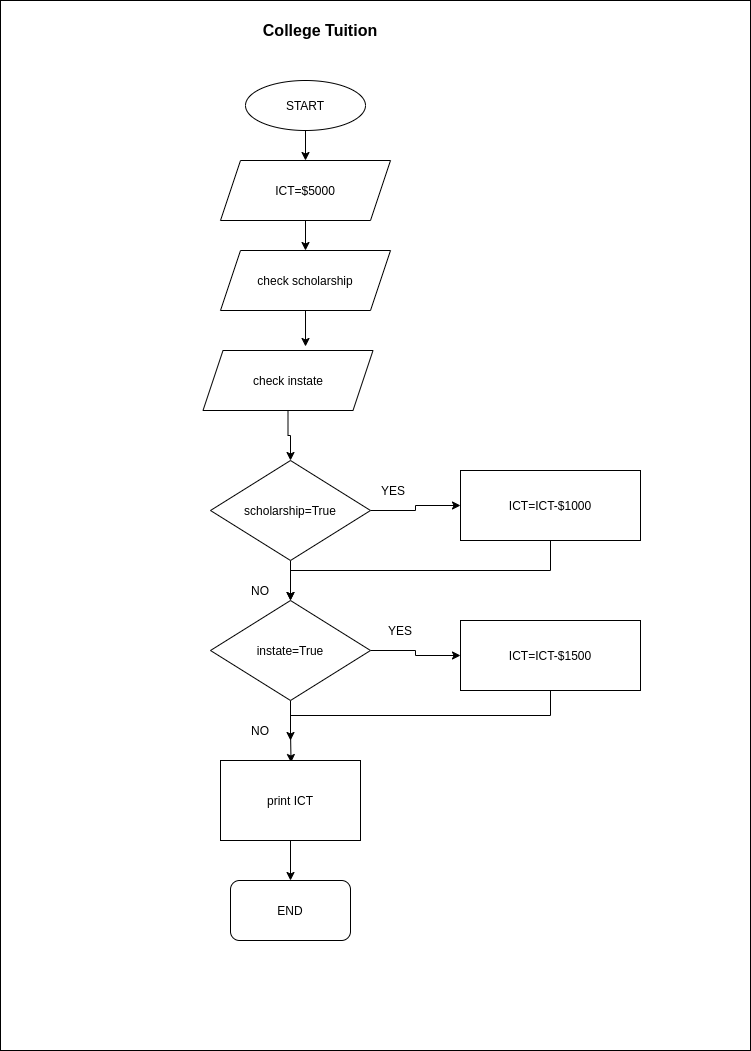 College Tuition
START
ICT=$5000
check scholarship
check instate
scholarship=True
YES
ICT=ICT-$1000
NO
instate=True
YES
ICT=ICT-$1500
NO
print ICT
END